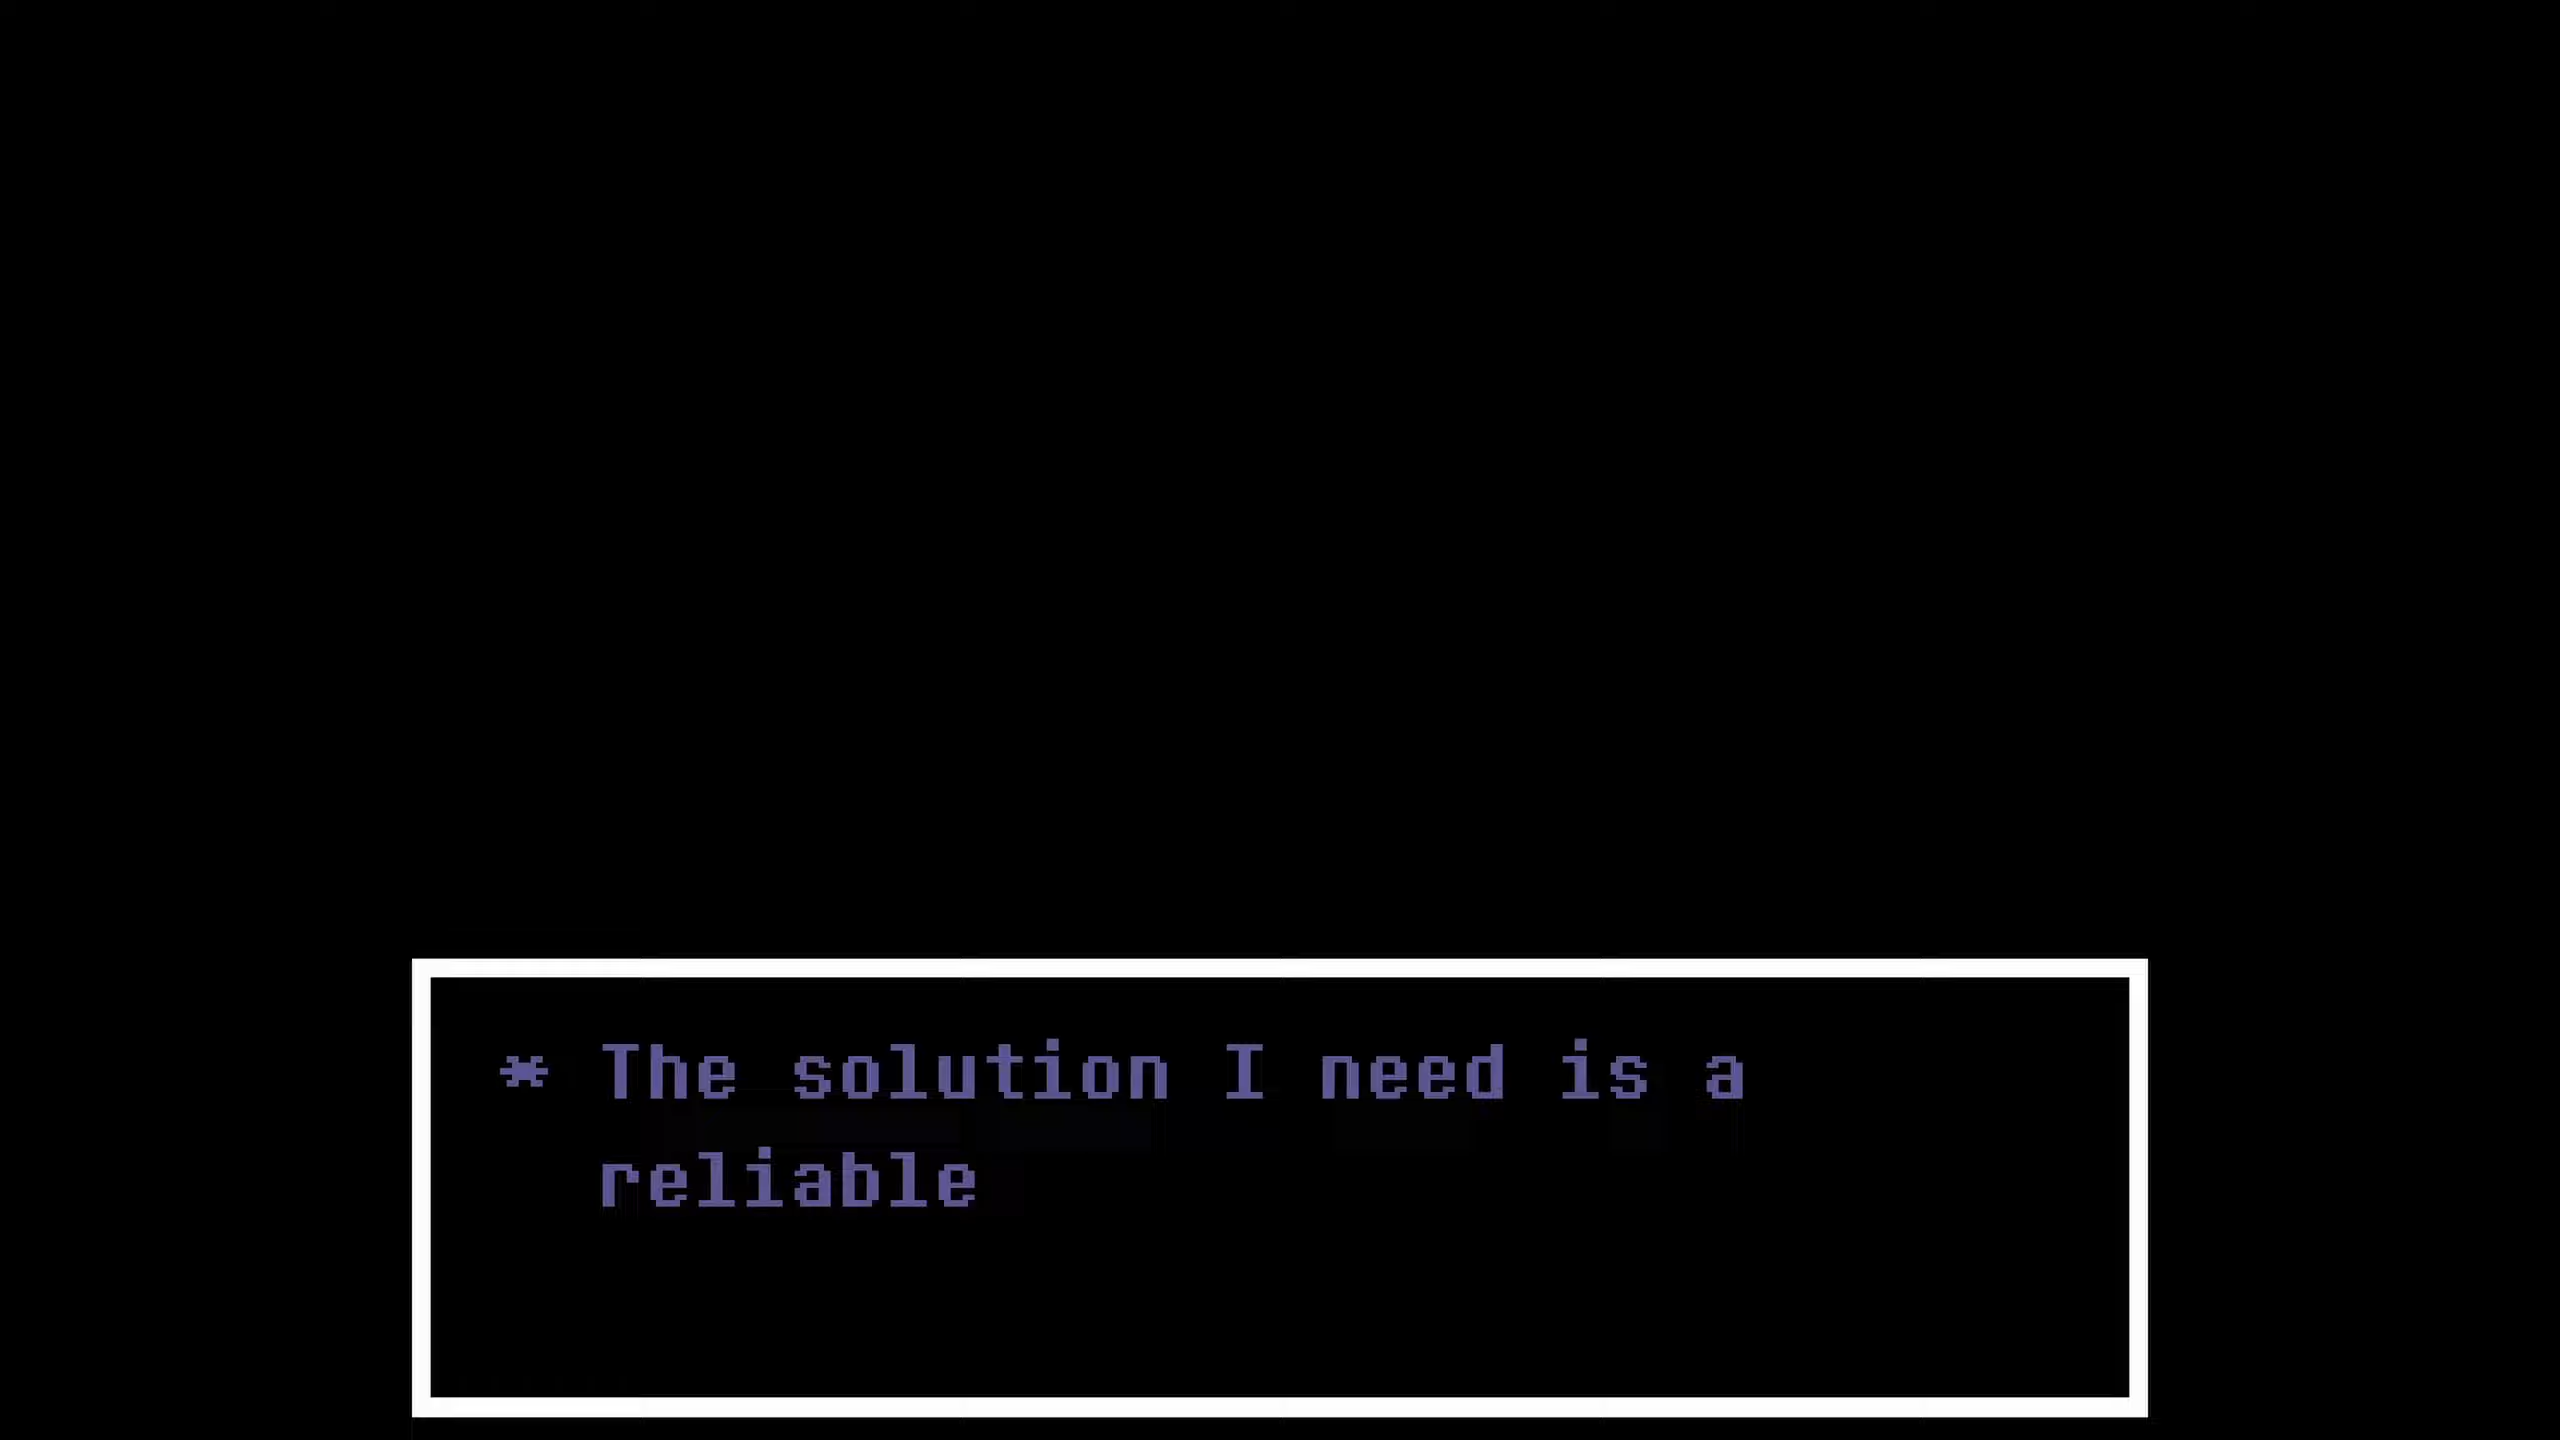 * The solution I need is a
reliable